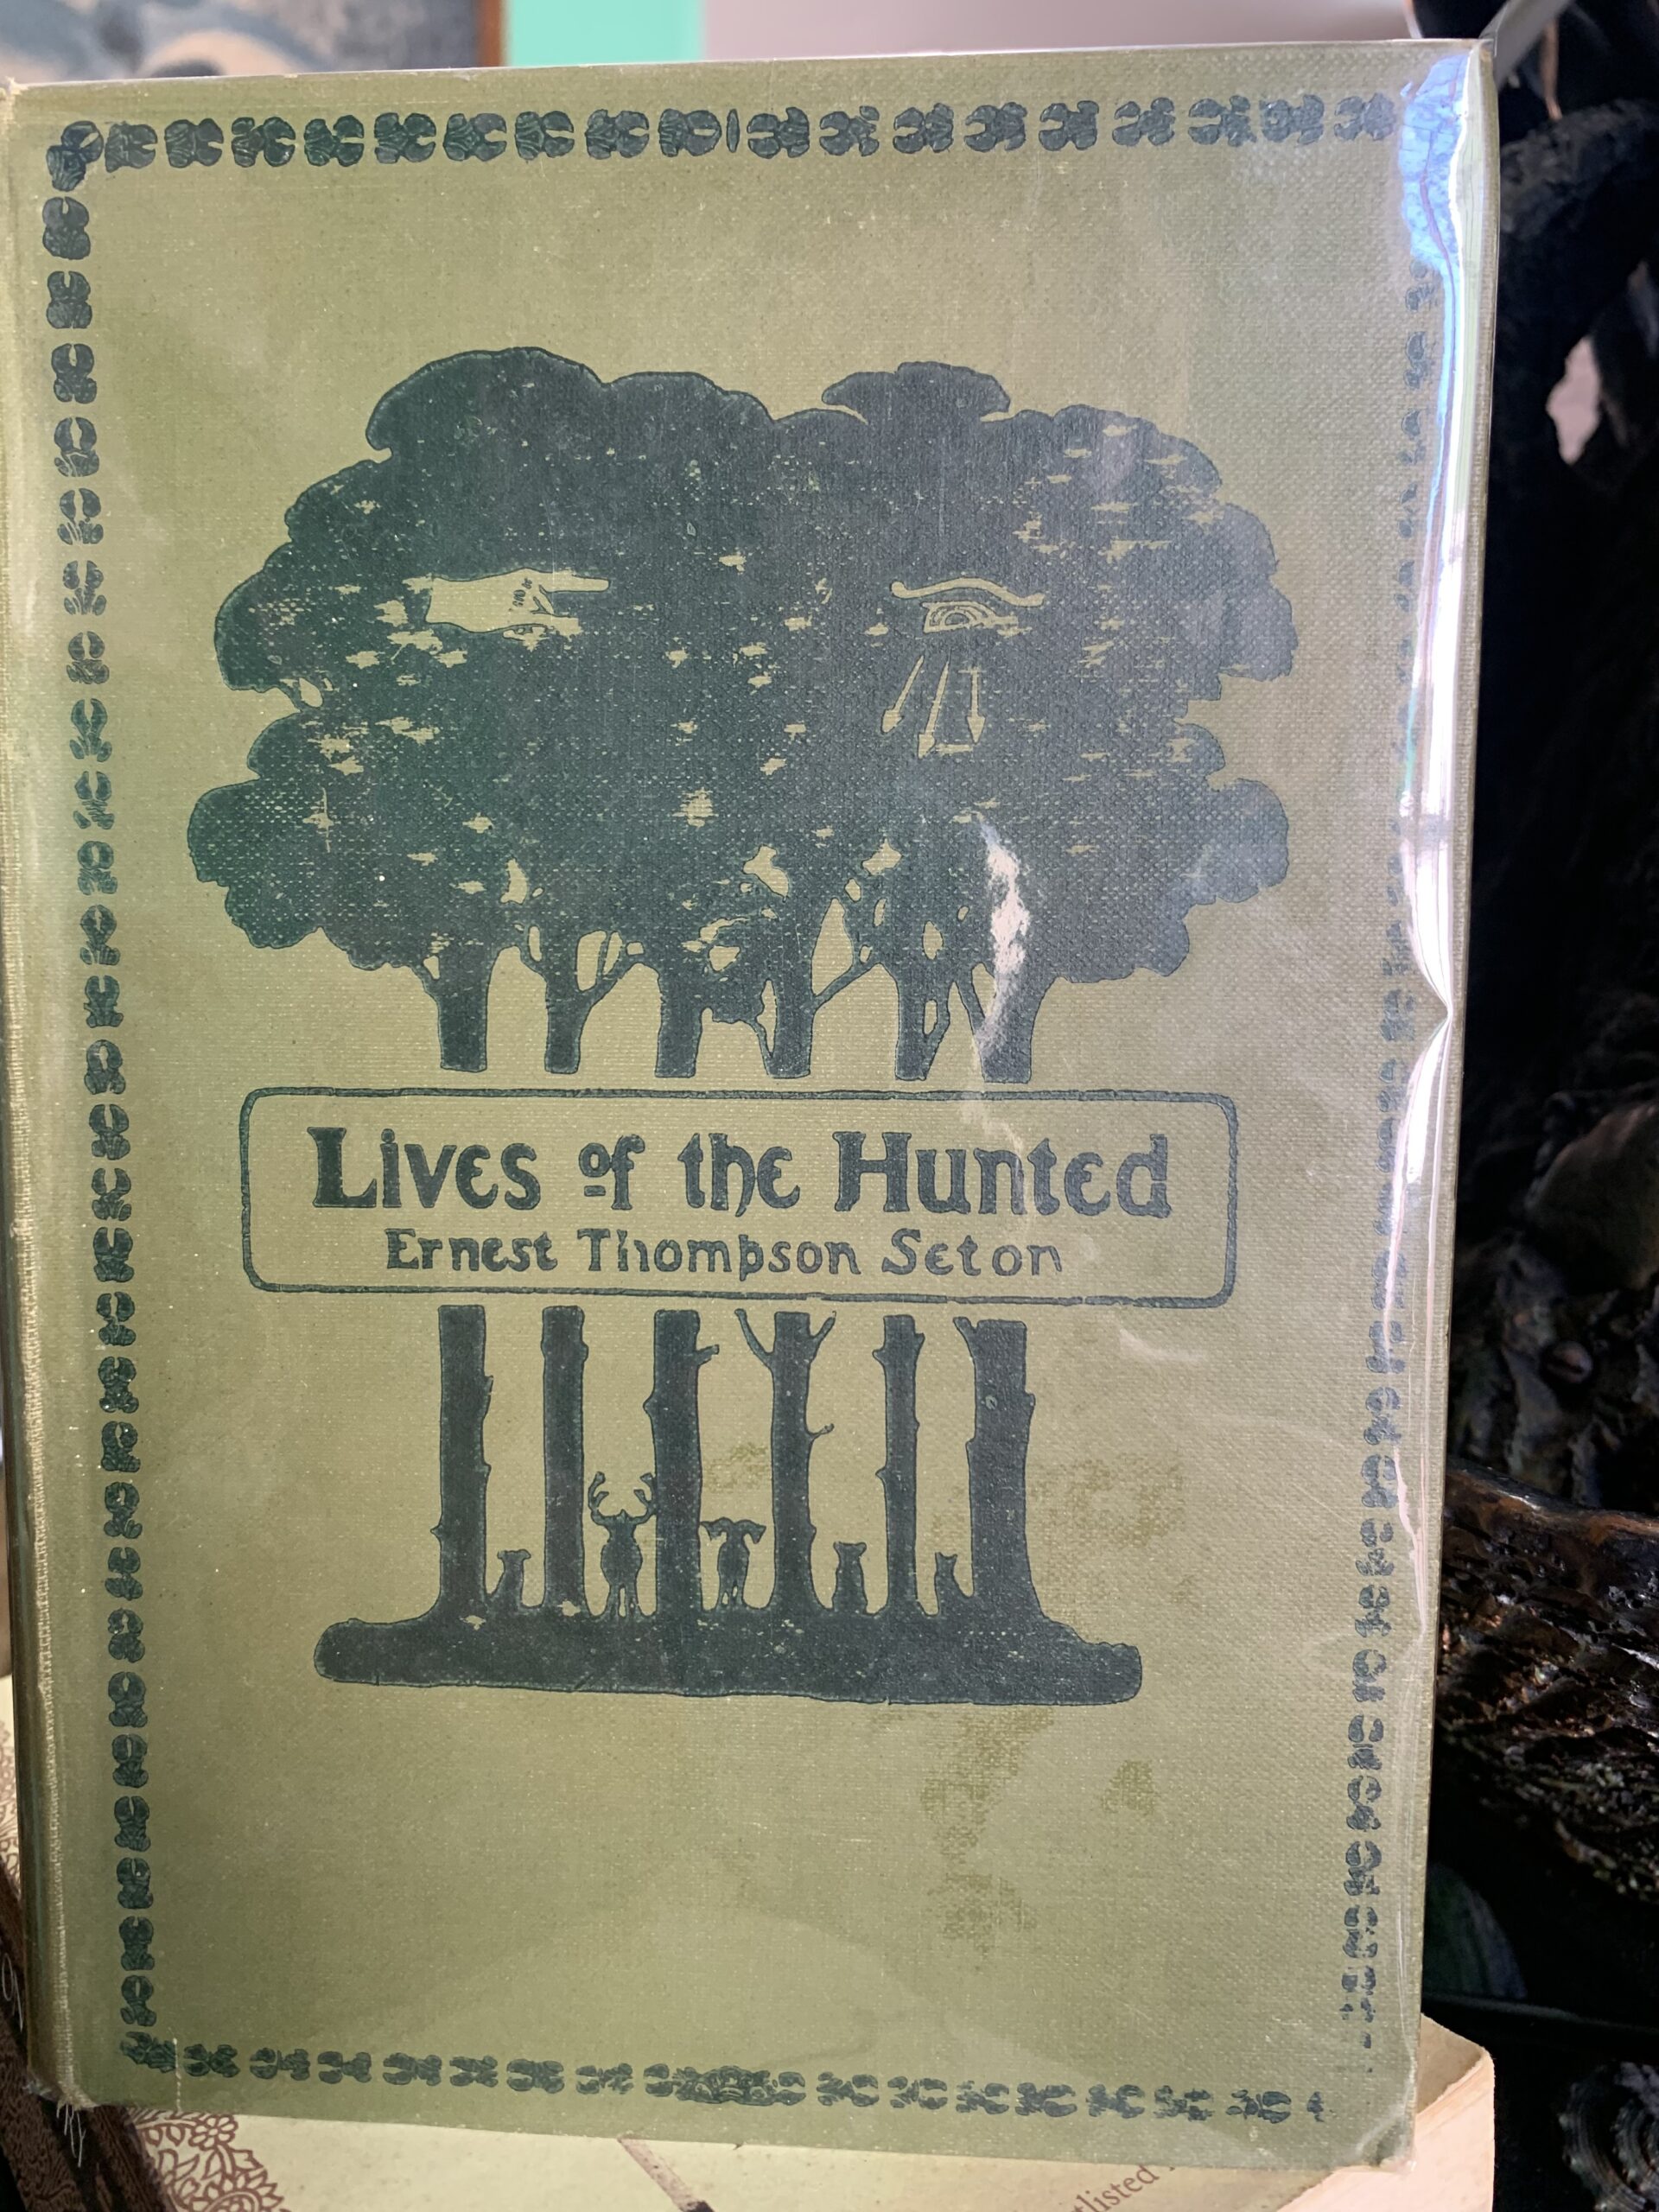 Lives of the Hunted
Ernest Thompson Seton